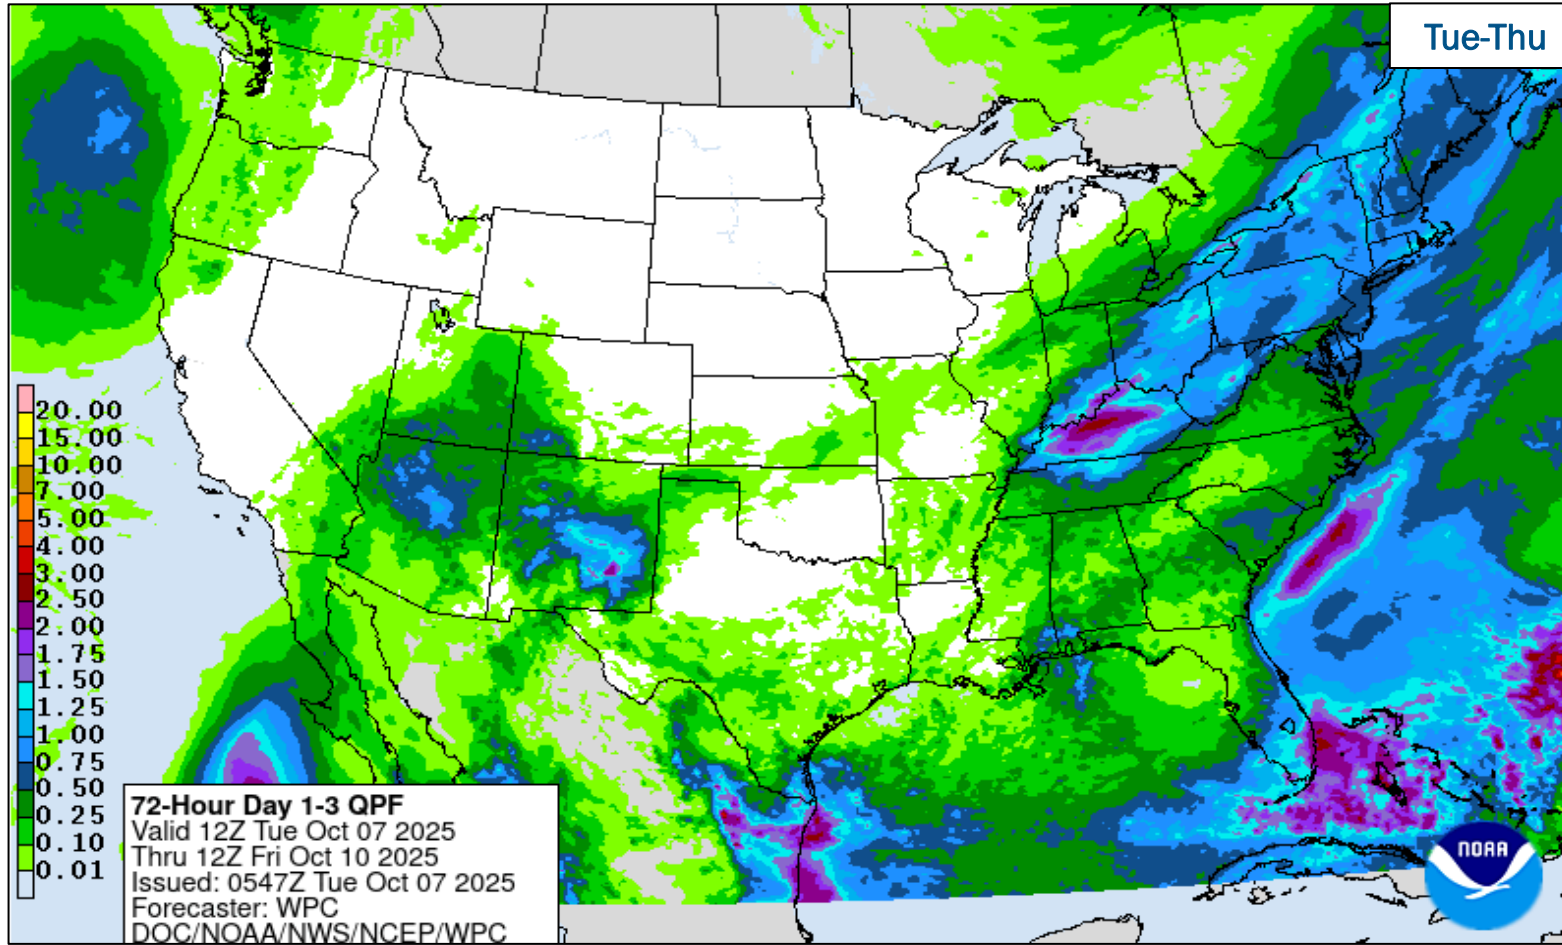 Tue-Thu
20.00
15.00
10.00
7.00
5.00
4.00
3.00
2.50
2.00
1.75
1.50
1.25
1.00
0.75
0.50
0.25
0.10
0.01
72-Hour Day 1-3 QPF
Valid 12Z Tue Oct 07 2025
Thru 12Z Fri Oct 10 2025
Issued: 0547Z Tue Oct 07 2025
Forecaster: WPC
DOC/NOAA/NWS/NCEP/WPC
NOAA